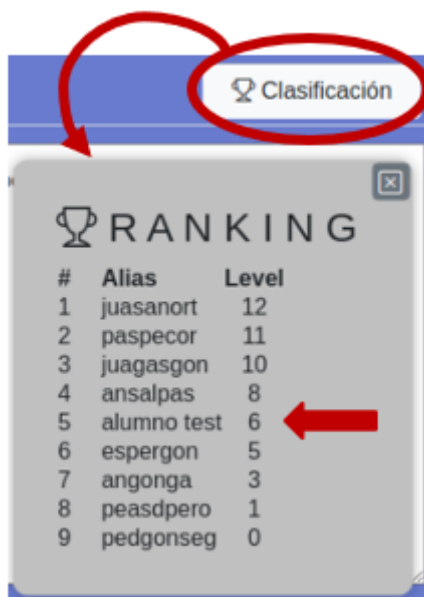 Clasificación
RANKING
# Alias Level
1 juasanort 12
2 paspecor 11
3 juagasgon 10
4 ansalpas 8
5 alumno test 6
6 espergon 5
7 angonga 3
8 peasdpero 1
9 pedgonseg 0